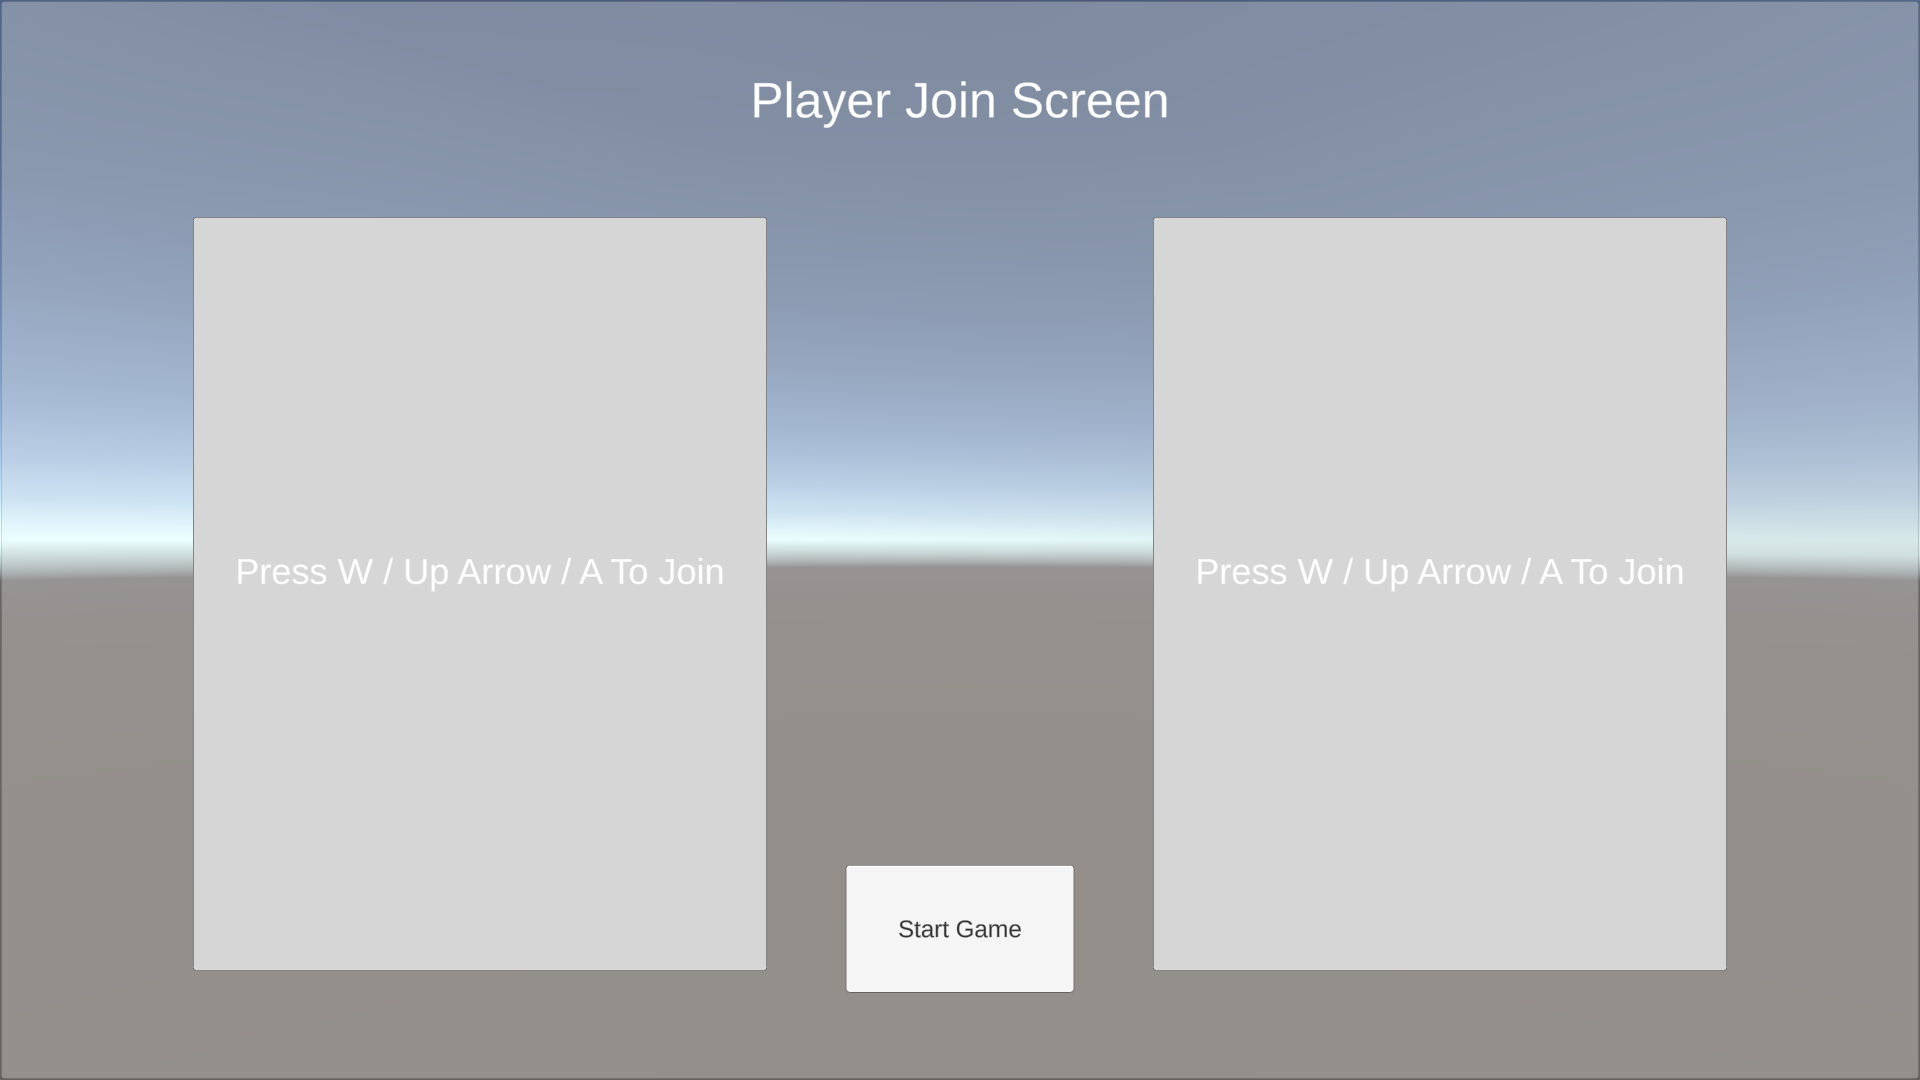 Player Join Screen
Press W / Up Arrow / A To Join
Press W / Up Arrow / A To Join
Start Game